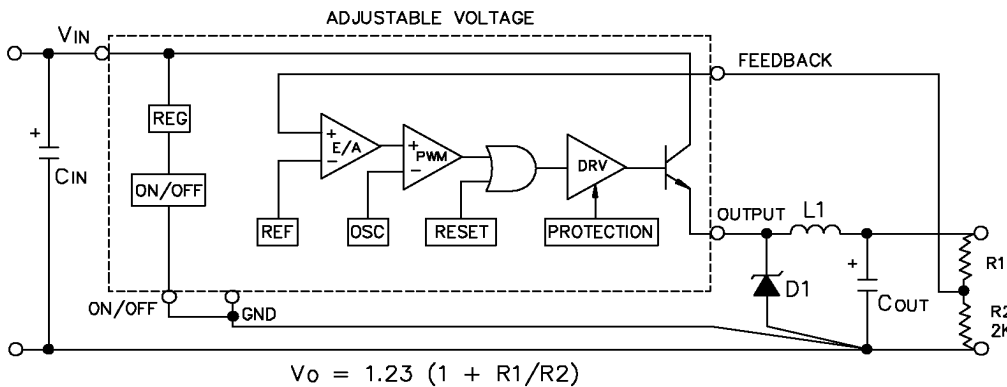 ADJUSTABLE VOLTAGE
VIN
FEEDBACK
REG
+
+
E/A
−
+
PWM
−
DRV
+
CIN
ON/OFF
REF
OSC
RESET
PROTECTION
OUTPUT
L1
+
R1
D1
COUT
ON/OFF
GND
R2
2K
VO = 1.23 (1 + R1/R2)